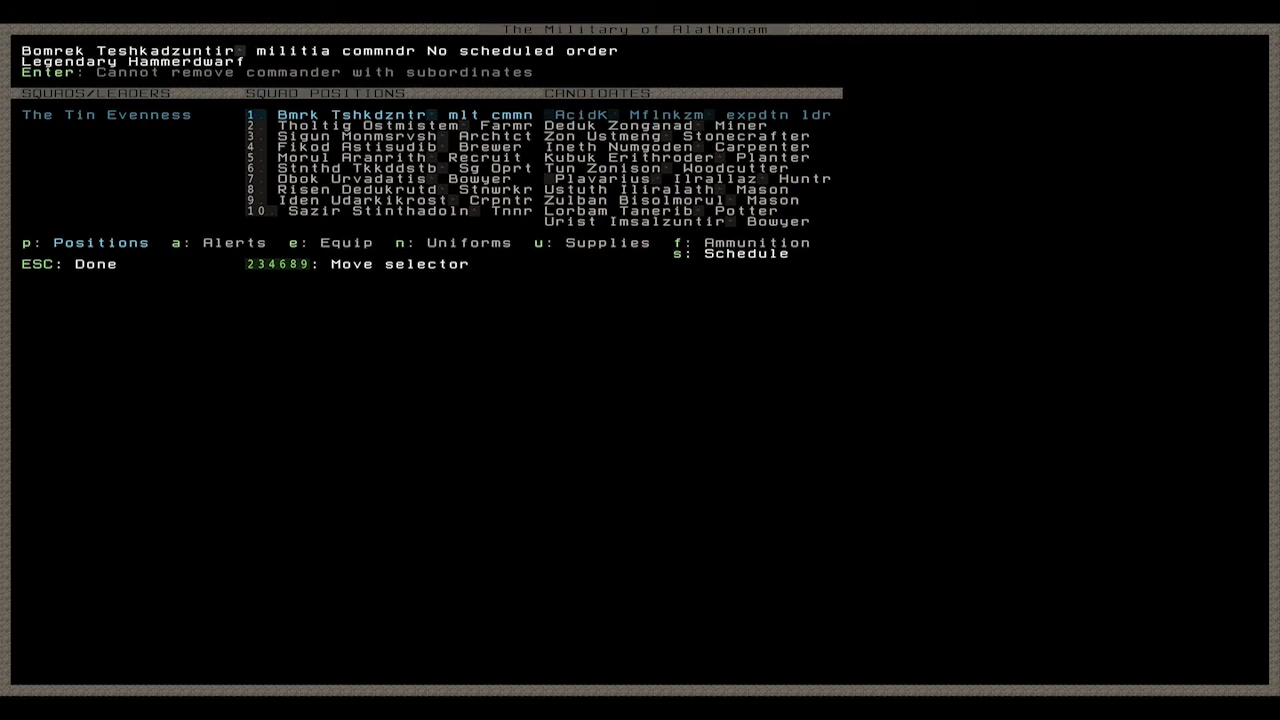 The Military of Alathanam
Bomrek Teshkadzuntir` militia commndr No scheduled order
Legendary Hammerdwarf
Enter: Cannot remove commander with subordinates
SQUADS/LEADERS SQUAD POSITIONS CANDIDATES
The Tin Evenness 1. Bmrk Tshkdzntr` mlt cmmn AcidK` Mflnkzm` expdtn ldr
2. Tholtig Ostmistem` Farmr Deduk Zonganad` Miner
3. Sigun Monmsrvsh` Archtct Zon Ustmeng` Stonecrafter
4. Fikod Astisudib` Brewer Ineth Numgoden` Carpenter
5. Morul Aranrith` Recruit Kubuk Erithroder` Planter
6. Stnthd Tkkddstb` Sg Oprt Tun Zonison` Woodcutter
7. Obok Urvadatis` Bowyer `Plavarius` Ilrallaz` Huntr
8. Risen Dedukrutd` Stnwrkr Ustuth Iliralath` Mason
9. Iden Udarkikrost` Crpntr Zulban Bisolmorul` Mason
10. Sazir Stinthadoln` Tnnr Lorbam Tanerib` Potter
Urist Imsalzuntir` Bowyer
p: Positions a: Alerts e: Equip n: Uniforms u: Supplies f: Ammunition
s: Schedule
ESC: Done 234689: Move selector